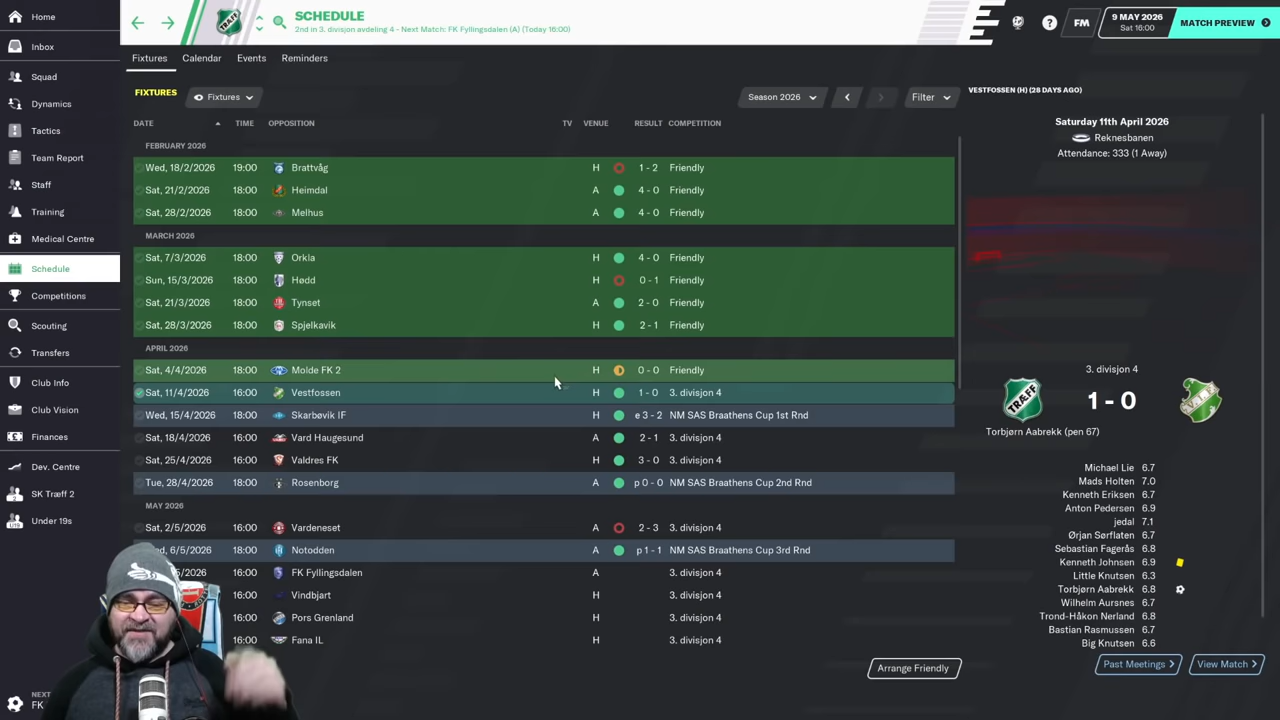 Home
Inbox
Squad
Dynamics
Tactics
Team Report
Staff
Training
Medical Centre
Schedule
Competitions
Scouting
Transfers
Club Info
Club Vision
Finances
Dev. Centre
SK Træff 2
Under 19s
NEXT
FK
TRÆFF
SCHEDULE
2nd in 3. divisjon avdeling 4 - Next Match: FK Fyllingsdalen (A) (Today 16:00)
? FM
9 MAY 2026
Sat 16:00
MATCH PREVIEW
Fixtures Calendar Events Reminders
FIXTURES Fixtures Season 2026 Filter
DATE TIME OPPOSITION TV VENUE RESULT COMPETITION
FEBRUARY 2026
Wed, 18/2/2026 19:00 Brattvåg H 1 - 2 Friendly
Sat, 21/2/2026 18:00 Heimdal A 4 - 0 Friendly
Sat, 28/2/2026 18:00 Melhus A 4 - 0 Friendly
MARCH 2026
Sat, 7/3/2026 18:00 Orkla H 4 - 0 Friendly
Sun, 15/3/2026 18:00 Hødd H 0 - 1 Friendly
Sat, 21/3/2026 18:00 Tynset A 2 - 0 Friendly
Sat, 28/3/2026 18:00 Spjelkavik H 2 - 1 Friendly
APRIL 2026
Sat, 4/4/2026 18:00 Molde FK 2 H 0 - 0 Friendly
Sat, 11/4/2026 16:00 Vestfossen H 1 - 0 3. divisjon 4
Wed, 15/4/2026 18:00 Skarbøvik IF H e 3 - 2 NM SAS Braathens Cup 1st Rnd
Sat, 18/4/2026 16:00 Vard Haugesund A 2 - 1 3. divisjon 4
Sat, 25/4/2026 16:00 Valdres FK H 3 - 0 3. divisjon 4
Tue, 28/4/2026 18:00 Rosenborg A p 0 - 0 NM SAS Braathens Cup 2nd Rnd
MAY 2026
Sat, 2/5/2026 16:00 Vardeneset A 2 - 3 3. divisjon 4
6/5/2026 18:00 Notodden A p 1 - 1 NM SAS Braathens Cup 3rd Rnd
16:00 FK Fyllingsdalen A 3. divisjon 4
16:00 Vindbjart H 3. divisjon 4
16:00 Pors Grenland H 3. divisjon 4
16:00 Fana IL H 3. divisjon 4
Arrange Friendly
VESTFOSSEN (H) (28 DAYS AGO)
Saturday 11th April 2026
Reknesbanen
Attendance: 333 (1 Away)
3. divisjon 4
TRÆFF
1 - 0
Torbjørn Aabrekk (pen 67)
Michael Lie 6.7
Mads Holten 7.0
Kenneth Eriksen 6.7
Anton Pedersen 6.9
jedal 7.1
Ørjan Sørflaten 6.7
Sebastian Fagerås 6.8
Kenneth Johnsen 6.9
Little Knutsen 6.3
Torbjørn Aabrekk 6.8
Wilhelm Aursnes 6.7
Trond-Håkon Nerland 6.8
Bastian Rasmussen 6.7
Big Knutsen 6.6
Past Meetings View Match